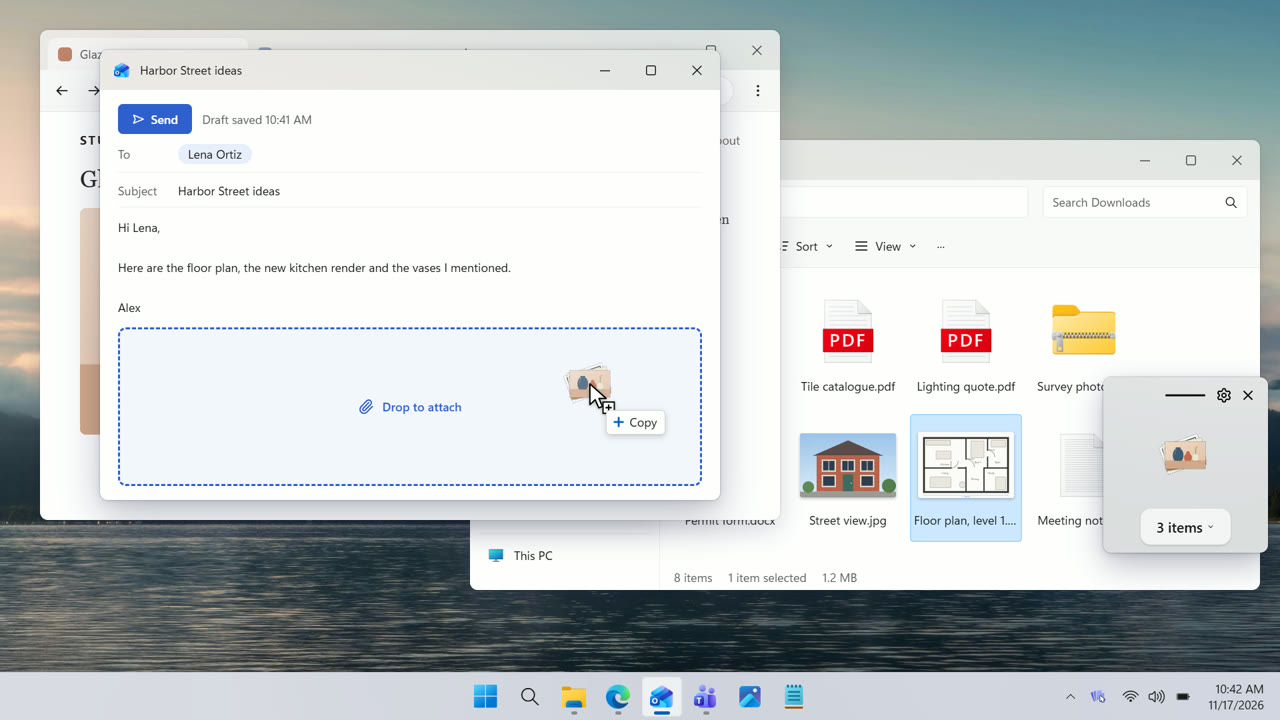 Glaz
Harbor Street ideas
Send
Draft saved 10:41 AM
To
Lena Ortiz
Subject
Harbor Street ideas
Hi Lena,
Here are the floor plan, the new kitchen render and the vases I mentioned.
Alex
Drop to attach
Copy
Search Downloads
Sort
View
...
PDF
PDF
Tile catalogue.pdf
Lighting quote.pdf
Survey photo
Permit form.docx
Street view.jpg
Floor plan, level 1....
Meeting not
3 items
This PC
8 items
1 item selected
1.2 MB
10:42 AM
11/17/2026